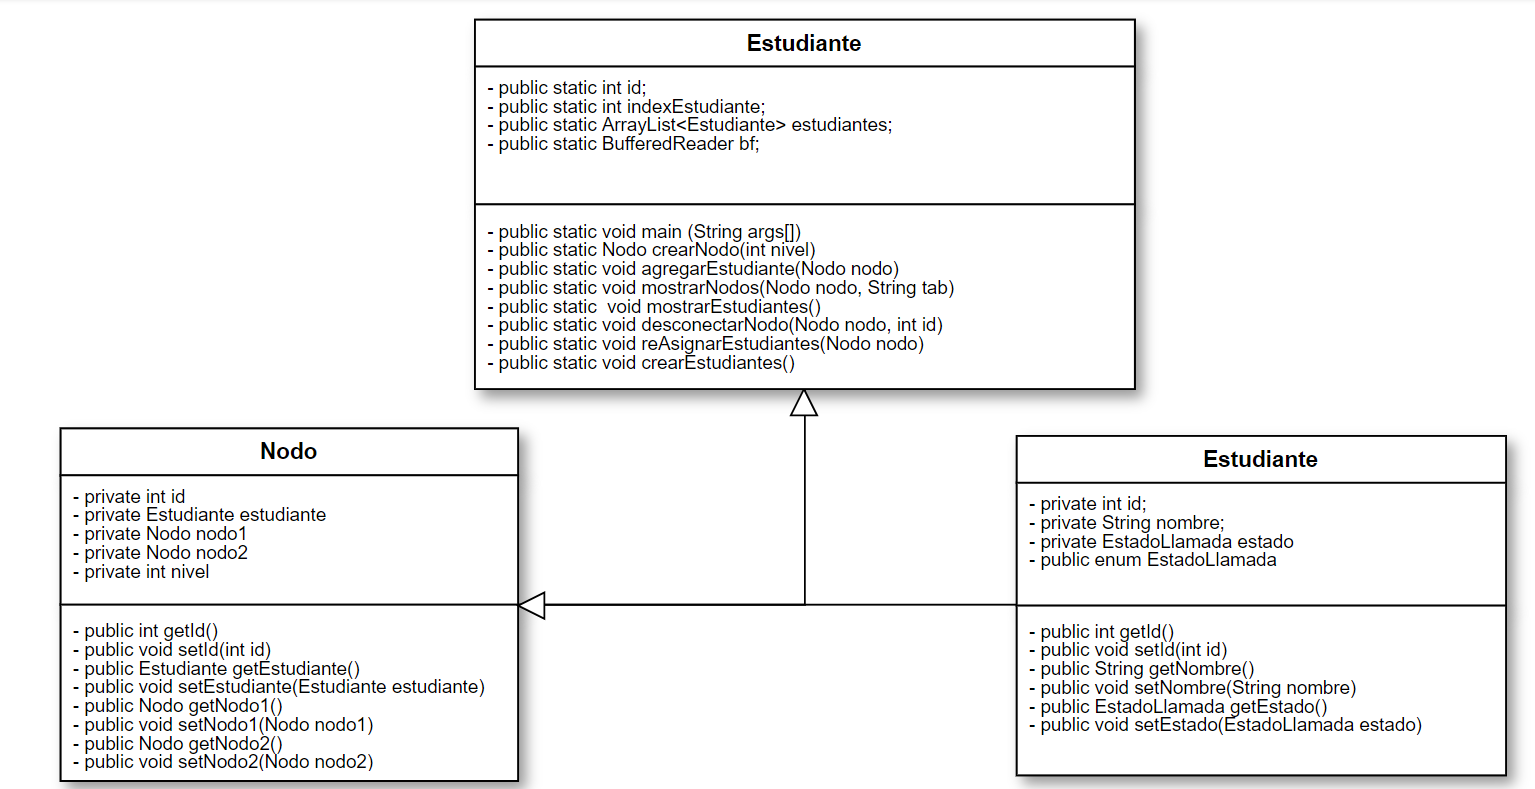 Estudiante
- public static int id;
- public static int indexEstudiante;
- public static ArrayList<Estudiante> estudiantes;
- public static BufferedReader bf;
- public static void main (String args[])
- public static Nodo crearNodo(int nivel)
- public static void agregarEstudiante(Nodo nodo)
- public static void mostrarNodos(Nodo nodo, String tab)
- public static  void mostrarEstudiantes()
- public static void desconectarNodo(Nodo nodo, int id)
- public static void reAsignarEstudiantes(Nodo nodo)
- public static void crearEstudiantes()
Nodo
- private int id
- private Estudiante estudiante
- private Nodo nodo1
- private Nodo nodo2
- private int nivel
- public int getId()
- public void setId(int id)
- public Estudiante getEstudiante()
- public void setEstudiante(Estudiante estudiante)
- public Nodo getNodo1()
- public void setNodo1(Nodo nodo1)
- public Nodo getNodo2()
- public void setNodo2(Nodo nodo2)
Estudiante
- private int id;
- private String nombre;
- private EstadoLlamada estado
- public enum EstadoLlamada
- public int getId()
- public void setId(int id)
- public String getNombre()
- public void setNombre(String nombre)
- public EstadoLlamada getEstado()
- public void setEstado(EstadoLlamada estado)